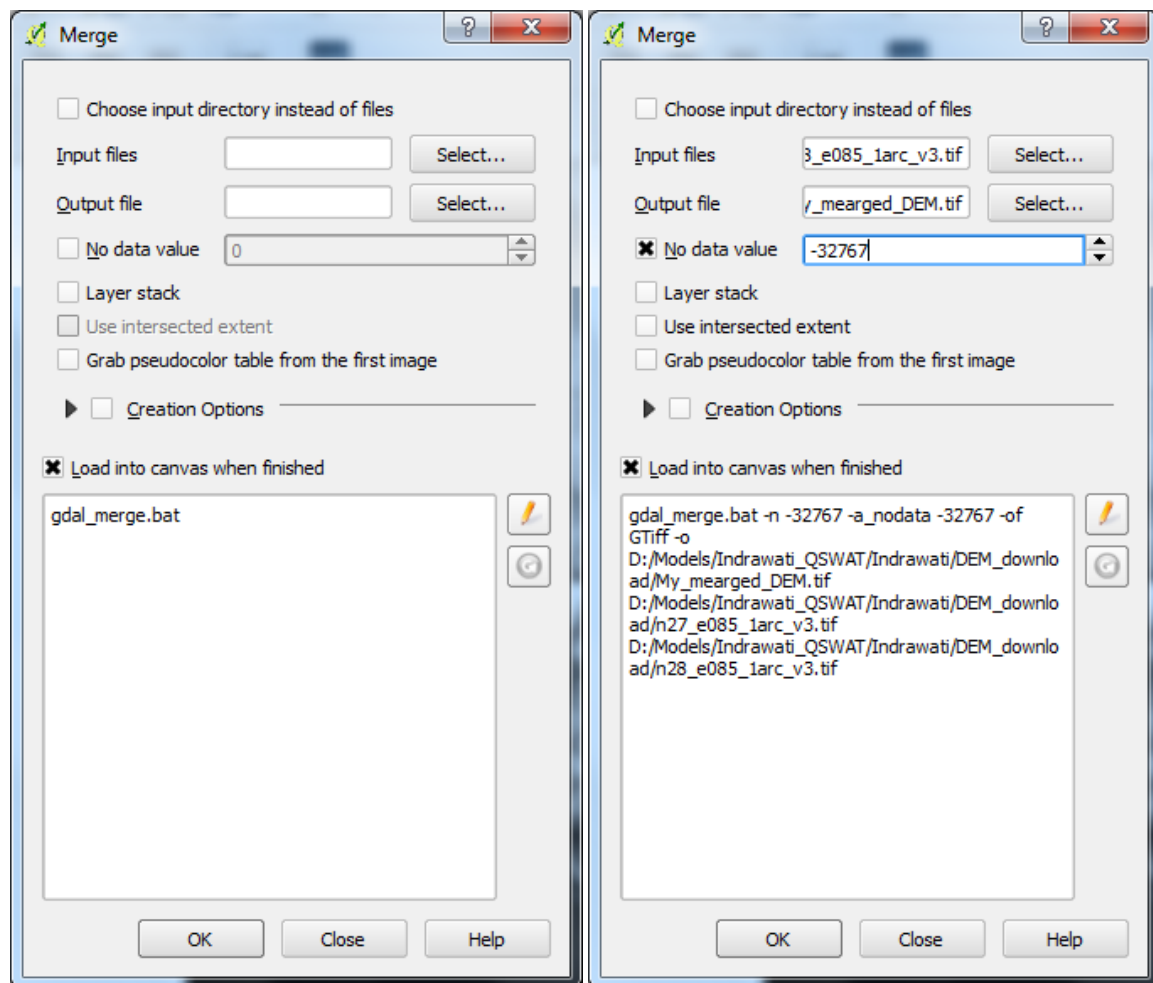 Merge
Choose input directory instead of files
Input files Select...
Output file Select...
No data value 0
Layer stack
Use intersected extent
Grab pseudocolor table from the first image
Creation Options
Load into canvas when finished
gdal_merge.bat
OK Close Help
Merge
Choose input directory instead of files
Input files 3_e085_1arc_v3.tif Select...
Output file y_mearged_DEM.tif Select...
No data value -32767
Layer stack
Use intersected extent
Grab pseudocolor table from the first image
Creation Options
Load into canvas when finished
gdal_merge.bat -n -32767 -a_nodata -32767 -of
GTiff -o
D:/Models/Indrawati_QSWAT/Indrawati/DEM_downlo
ad/My_mearged_DEM.tif
D:/Models/Indrawati_QSWAT/Indrawati/DEM_downlo
ad/n27_e085_1arc_v3.tif
D:/Models/Indrawati_QSWAT/Indrawati/DEM_downlo
ad/n28_e085_1arc_v3.tif
OK Close Help